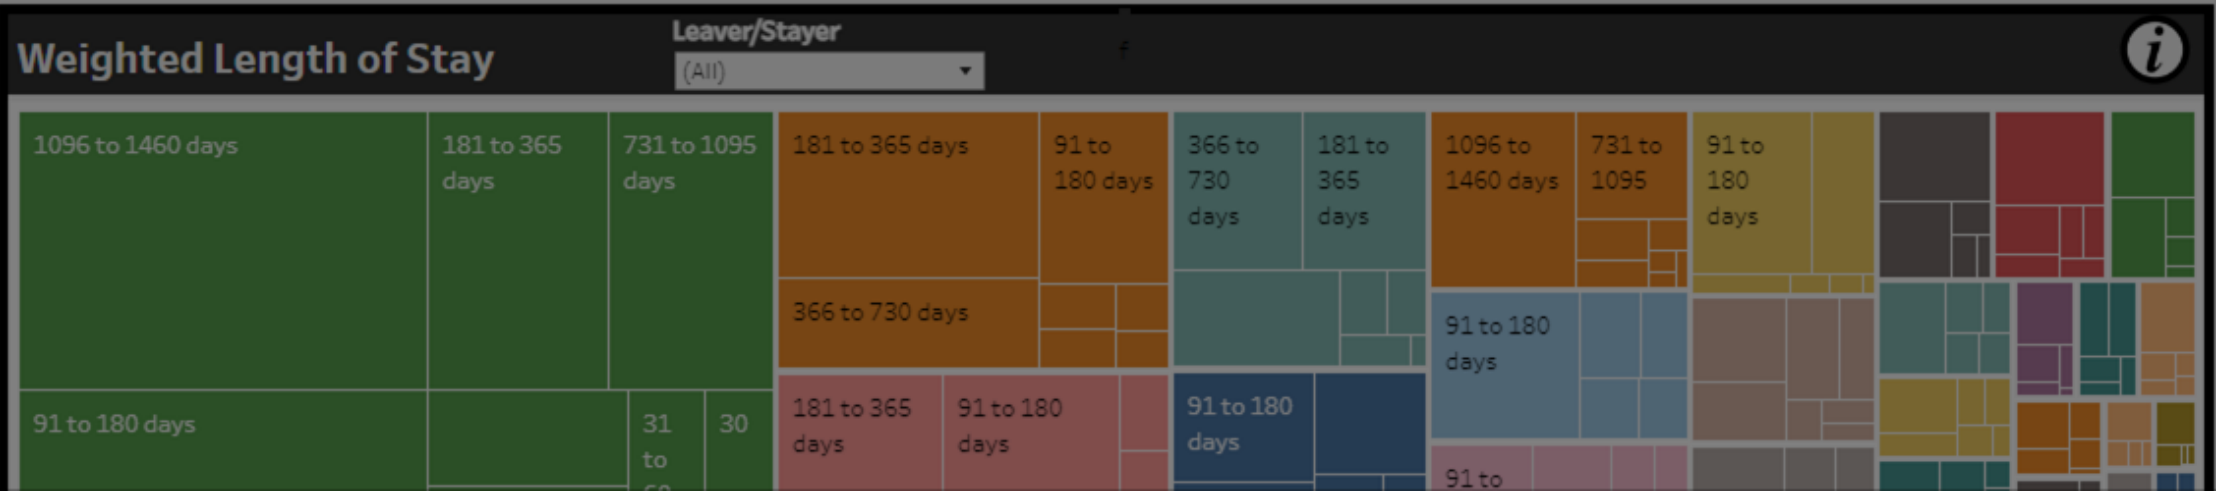 Weighted Length of Stay
Leaver/Stayer
(All)
f
i
1096 to 1460 days
181 to 365
days
731 to 1095
days
181 to 365 days
91 to
180 days
366 to
730
days
181 to
365
days
1096 to
1460 days
731 to
1095
91 to
180
days
366 to 730 days
91 to 180
days
91 to 180 days
31
to
30
181 to 365
days
91 to 180
days
91 to 180
days
91 to